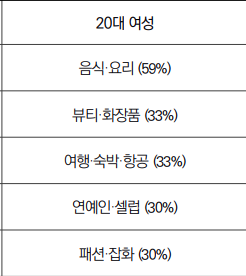 20대 여성
음식·요리 (59%)
뷰티·화장품 (33%)
여행·숙박·항공 (33%)
연예인·셀럽 (30%)
패션·잡화 (30%)